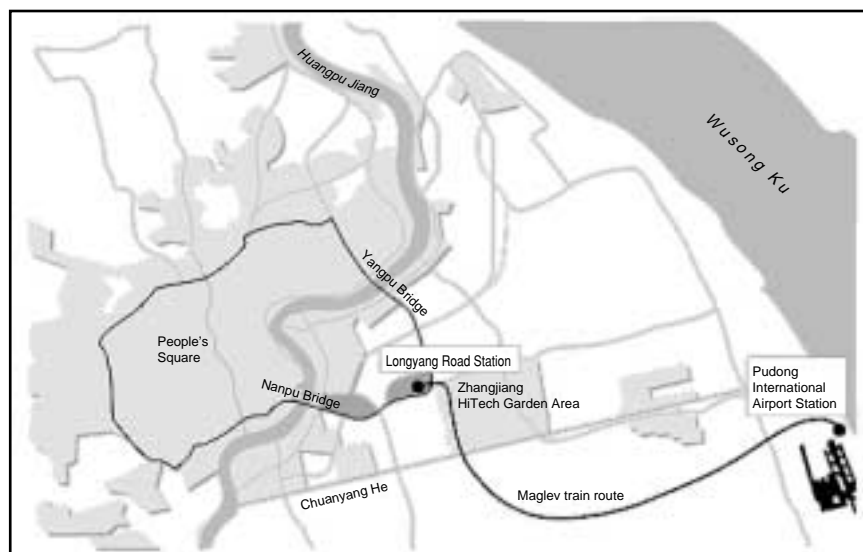 Huangpu Jiang
Wusong Ku
Yangpu Bridge
People's
Square
Longyang Road Station
Nanpu Bridge
Zhangjiang
HiTech Garden Area
Pudong
International
Airport Station
Chuanyang He
Maglev train route